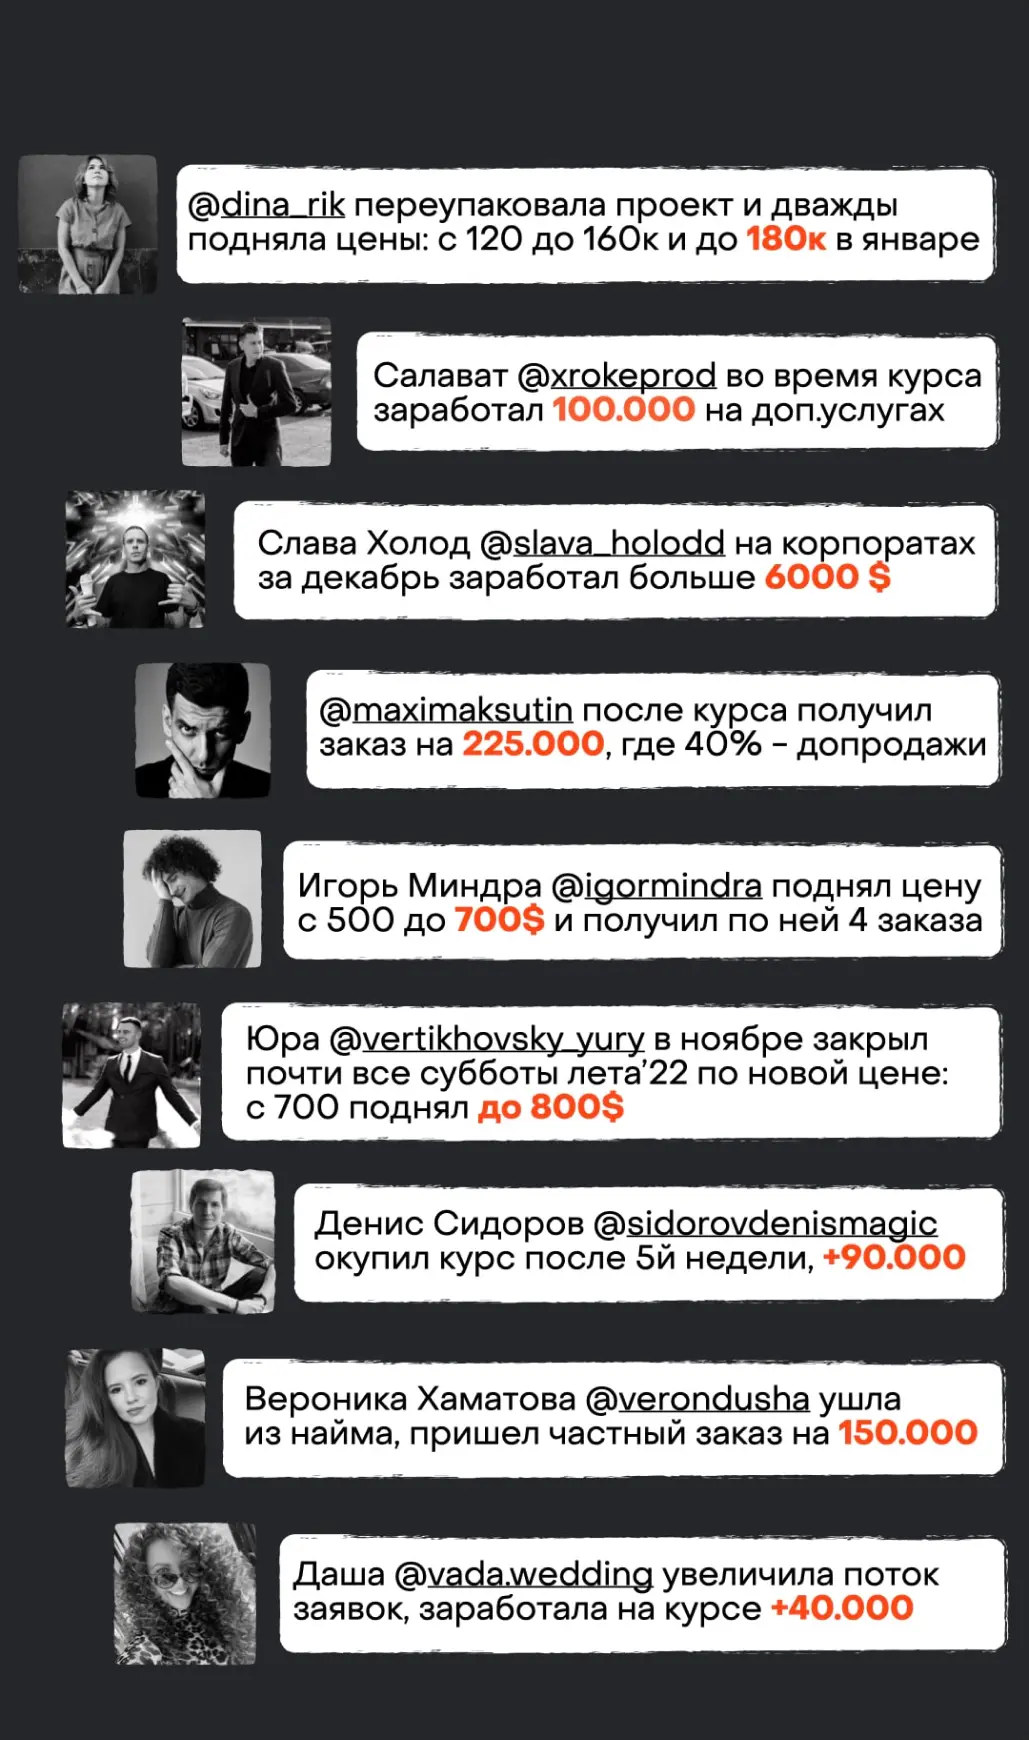 @dina_rik переупаковала проект и дважды
подняла цены: с 120 до 160к и до 180к в январе
Салават @xrokeprod во время курса
заработал 100.000 на доп.услугах
Слава Холод @slava_holodd на корпоратах
за декабрь заработал больше 6000 $
@maximaksutin после курса получил
заказ на 225.000, где 40% – допродажи
Игорь Миндра @igormindra поднял цену
с 500 до 700$ и получил по ней 4 заказа
Юра @vertikhovsky_yury в ноябре закрыл
почти все субботы лета’22 по новой цене:
с 700 поднял до 800$
Денис Сидоров @sidorovdenismagic
окупил курс после 5й недели, +90.000
Вероника Хаматова @verondusha ушла
из найма, пришел частный заказ на 150.000
Даша @vada.wedding увеличила поток
заявок, заработала на курсе +40.000